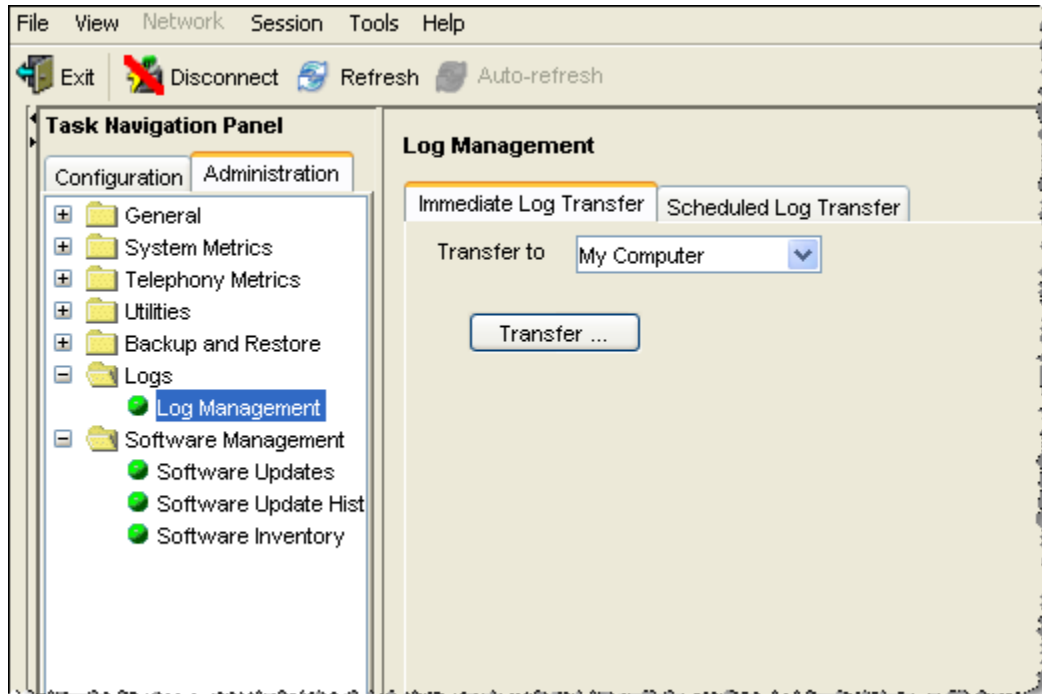 File View Network Session Tools Help
Exit Disconnect Refresh Auto-refresh
Task Navigation Panel
Configuration Administration
General
System Metrics
Telephony Metrics
Utilities
Backup and Restore
Logs
Log Management
Software Management
Software Updates
Software Update Hist
Software Inventory
Log Management
Immediate Log Transfer Scheduled Log Transfer
Transfer to My Computer
Transfer ...